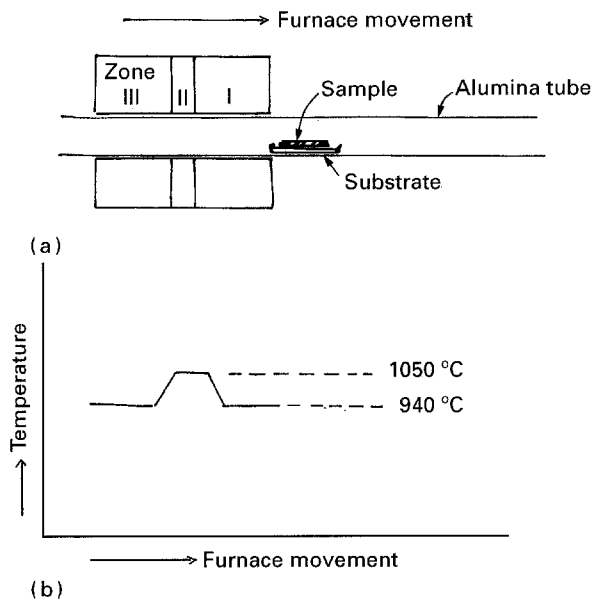 Furnace movement
Zone
III II I
Sample
Alumina tube
Substrate
(a)
Temperature
1050 °C
940 °C
Furnace movement
(b)